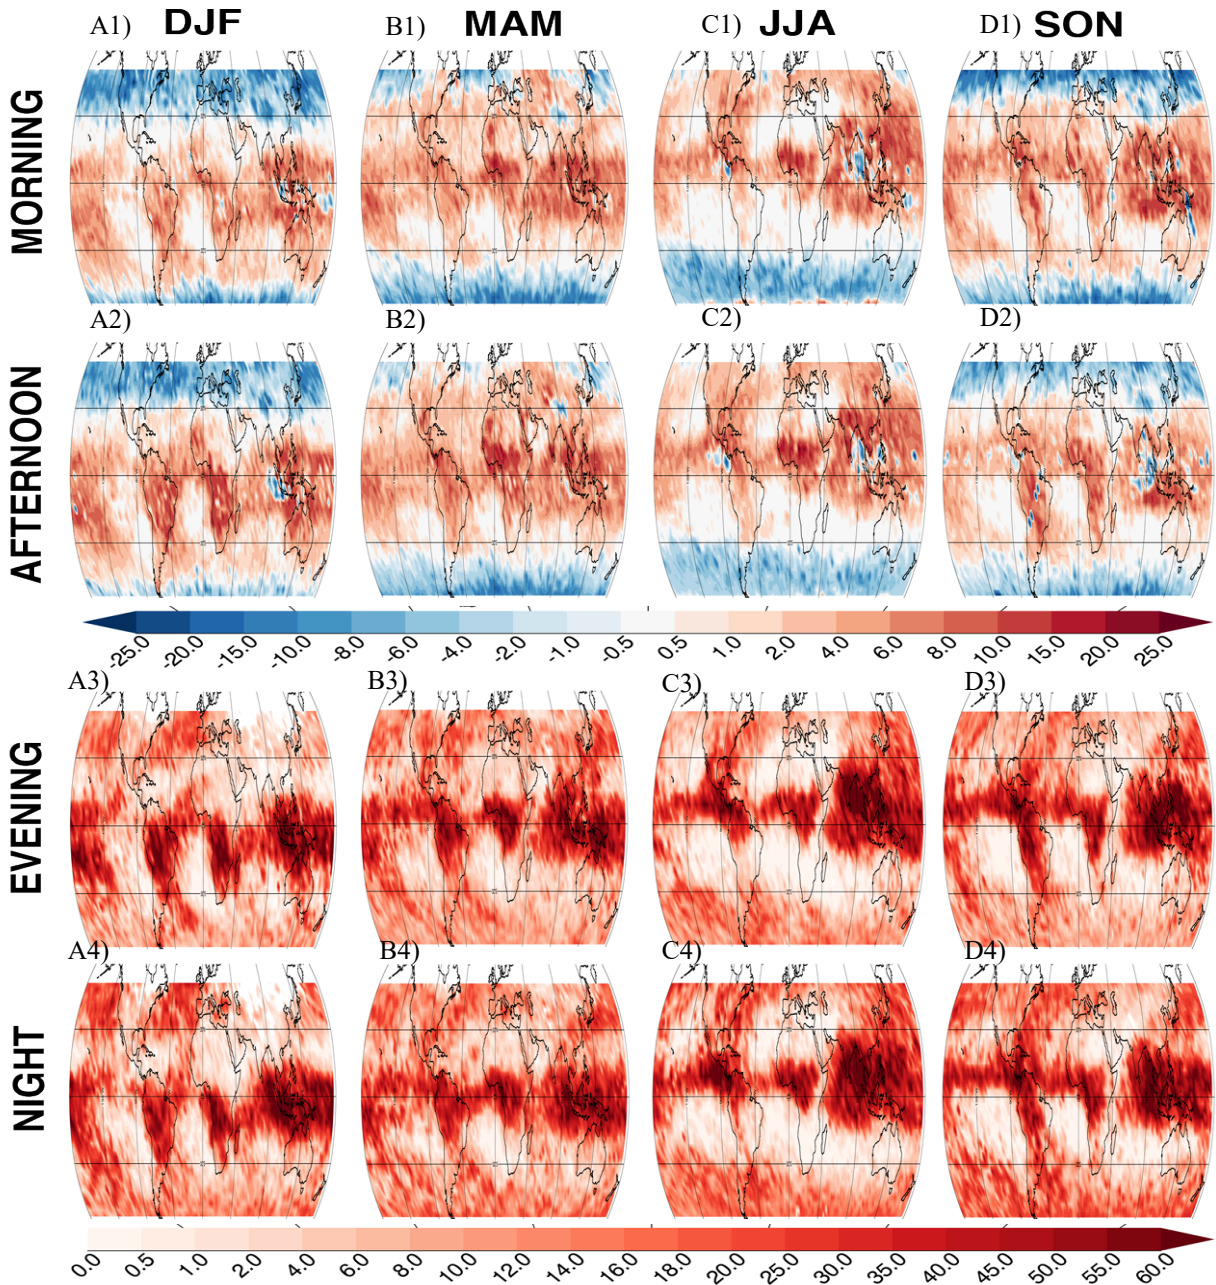 A1) DJF B1) MAM C1) JJA D1) SON
MORNING
A2) B2) C2) D2)
AFTERNOON
-25.0 -20.0 -15.0 -10.0 -8.0 -6.0 -4.0 -2.0 -1.0 -0.5 0.5 1.0 2.0 4.0 6.0 8.0 10.0 15.0 20.0 25.0
A3) B3) C3) D3)
EVENING
A4) B4) C4) D4)
NIGHT
0.0 0.5 1.0 2.0 4.0 6.0 8.0 10.0 12.0 14.0 16.0 18.0 20.0 25.0 30.0 35.0 40.0 45.0 50.0 55.0 60.0